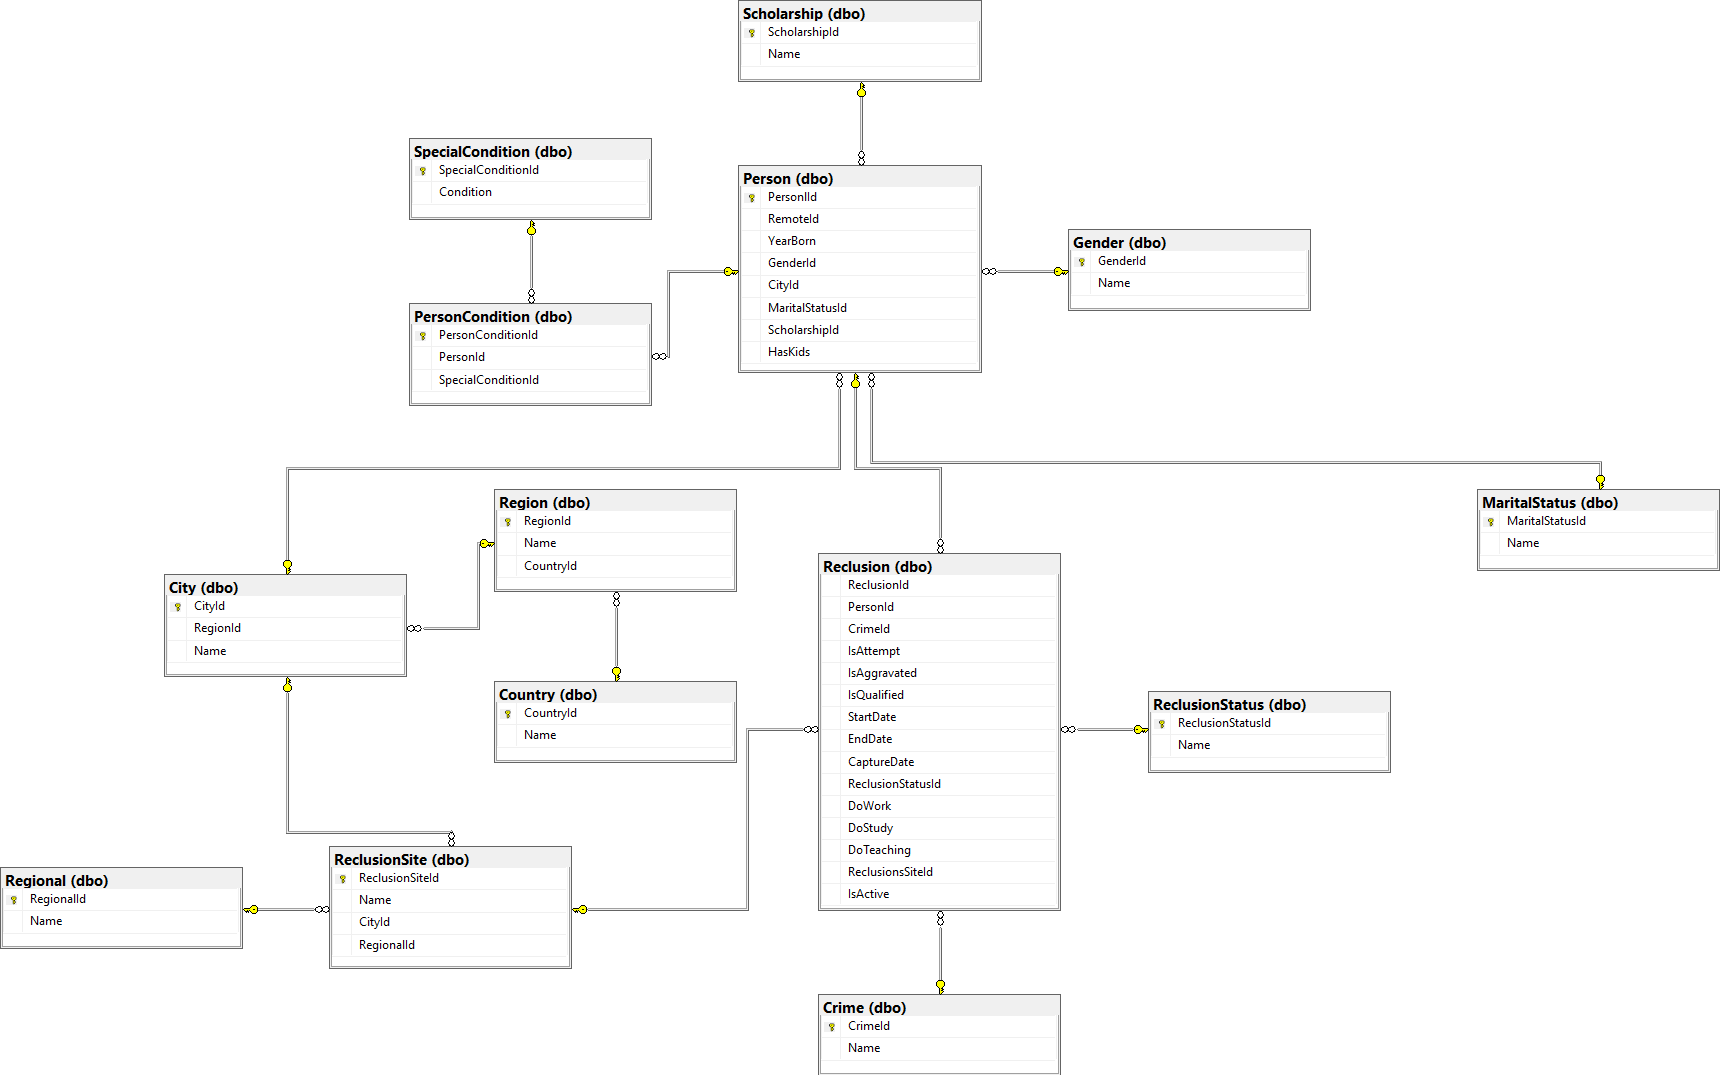 Scholarship (dbo)
ScholarshipId
Name
SpecialCondition (dbo)
SpecialConditionId
Condition
Person (dbo)
PersonIId
RemoteId
YearBorn
GenderId
CityId
MaritalStatusId
ScholarshipId
HasKids
Gender (dbo)
GenderId
Name
PersonCondition (dbo)
PersonConditionId
PersonId
SpecialConditionId
Region (dbo)
RegionId
Name
CountryId
MaritalStatus (dbo)
MaritalStatusId
Name
City (dbo)
CityId
RegionId
Name
Reclusion (dbo)
ReclusionId
PersonId
CrimeId
IsAttempt
IsAggravated
IsQualified
StartDate
EndDate
CaptureDate
ReclusionStatusId
DoWork
DoStudy
DoTeaching
ReclusionsSiteId
IsActive
Country (dbo)
CountryId
Name
ReclusionStatus (dbo)
ReclusionStatusId
Name
Regional (dbo)
RegionalId
Name
ReclusionSite (dbo)
ReclusionSiteId
Name
CityId
RegionalId
Crime (dbo)
CrimeId
Name